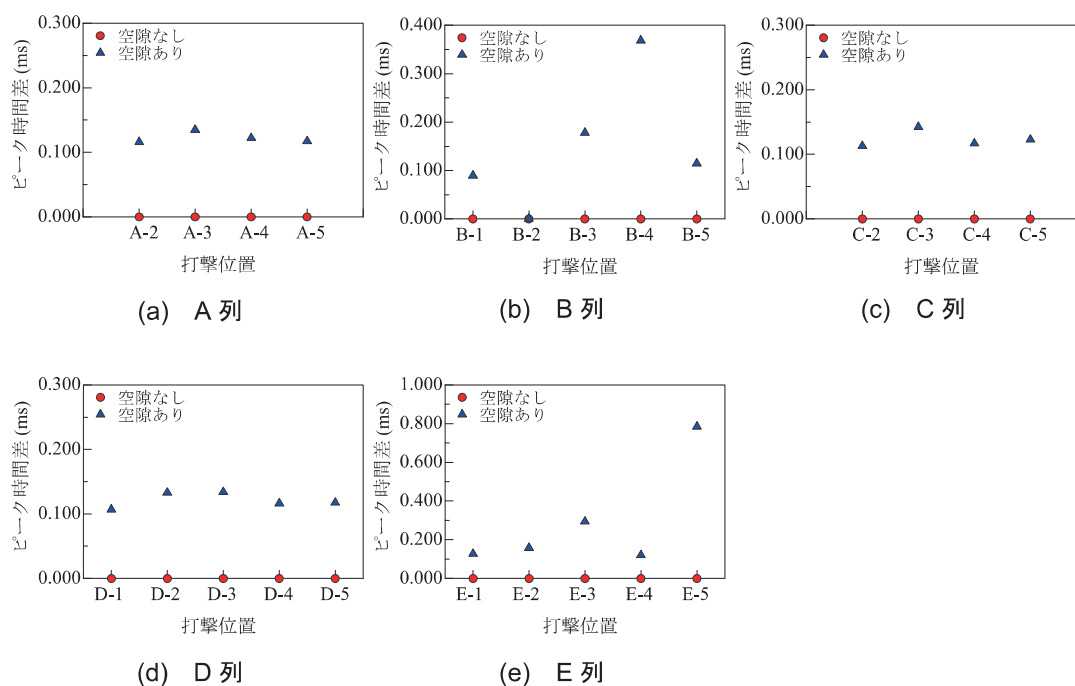 0.300
0.200
0.100
0.000
ピーク時間差 (ms)
空隙なし
空隙あり
A-2 A-3 A-4 A-5
打撃位置
(a) A 列
0.400
0.300
0.200
0.100
0.000
ピーク時間差 (ms)
空隙なし
空隙あり
B-1 B-2 B-3 B-4 B-5
打撃位置
(b) B 列
0.300
0.200
0.100
0.000
ピーク時間差 (ms)
空隙なし
空隙あり
C-2 C-3 C-4 C-5
打撃位置
(c) C 列
0.300
0.200
0.100
0.000
ピーク時間差 (ms)
空隙なし
空隙あり
D-1 D-2 D-3 D-4 D-5
打撃位置
(d) D 列
1.000
0.800
0.600
0.400
0.200
0.000
ピーク時間差 (ms)
空隙なし
空隙あり
E-1 E-2 E-3 E-4 E-5
打撃位置
(e) E 列